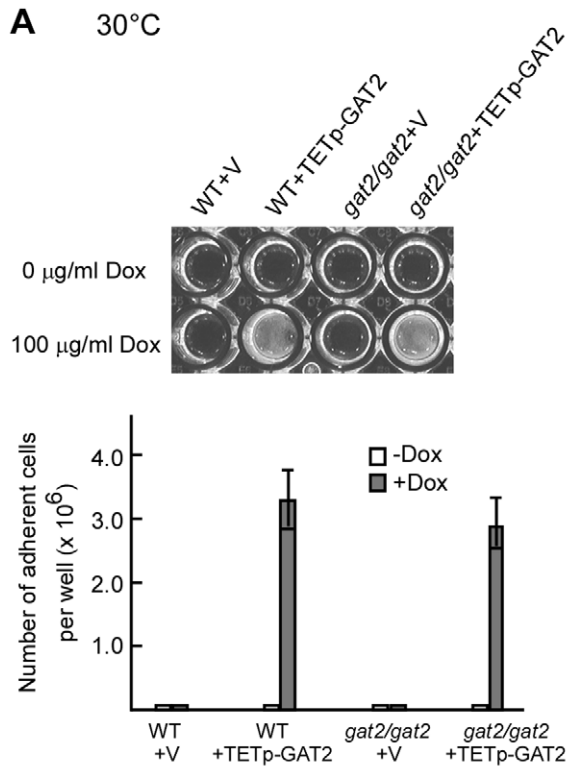 A 30°C
WT+V
WT+TETp-GAT2
gat2/gat2+V
gat2/gat2+TETp-GAT2
0 μg/ml Dox
100 μg/ml Dox
Number of adherent cells
per well (x 10⁶)
4.0
3.0
2.0
1.0
-Dox
+Dox
WT
+V
WT
+TETp-GAT2
gat2/gat2
+V
gat2/gat2
+TETp-GAT2